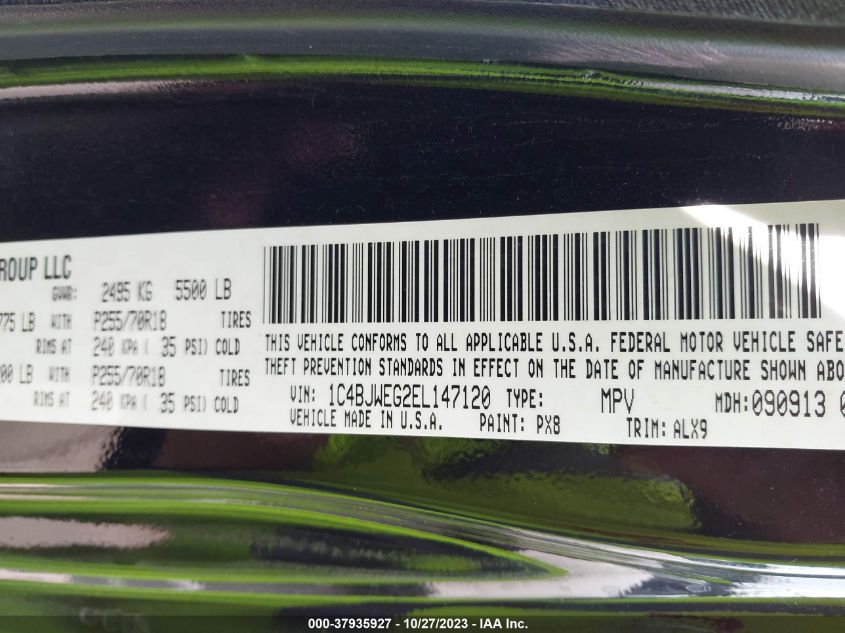 ROUP LLC
GVWR: 2495 KG 5500 LB
775 LB WITH P255/70R18 TIRES
RIMS AT 240 KPA ( 35 PSI) COLD
00 LB WITH P255/70R18 TIRES
RIMS AT 240 KPA ( 35 PSI) COLD
THIS VEHICLE CONFORMS TO ALL APPLICABLE U.S.A. FEDERAL MOTOR VEHICLE SAFE
THEFT PREVENTION STANDARDS IN EFFECT ON THE DATE OF MANUFACTURE SHOWN ABO
VIN: 1C4BJWEG2EL147120 TYPE: MPV MDH: 090913 0
VEHICLE MADE IN U.S.A. PAINT: PX8 TRIM: ALX9
000-37935927 - 10/27/2023 - IAA Inc.